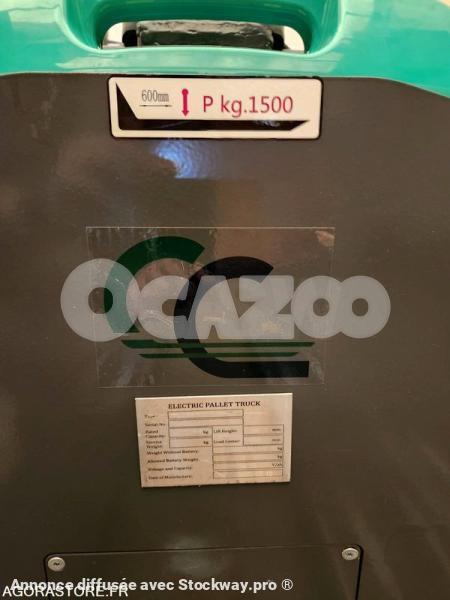 600mm P kg.1500
OCAZOO
ELECTRIC PALLET TRUCK
Type:
Serial No.
Rated Capacity: kg Lift Height: mm
Service Weight: kg Load Center: mm
Weight Without Battery: kg
Allowed Battery Weight: kg
Voltage and Capacity: V/Ah
Date of Manufacture:
Annonce diffusée avec Stockway.pro ®
AGORASTORE.FR